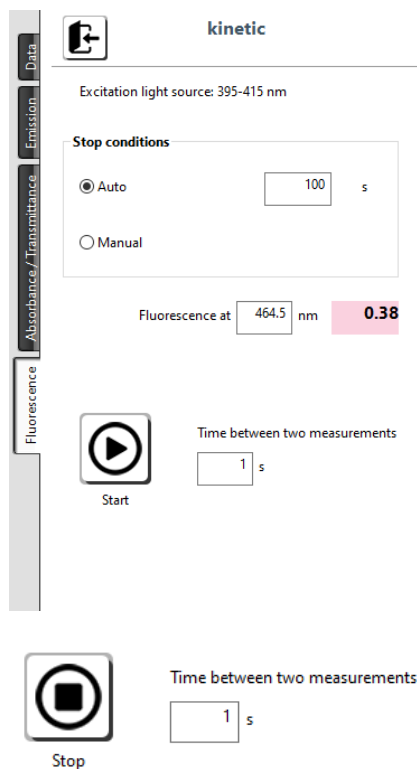 kinetic
Data
Emission
Absorbance / Transmittance
Fluorescence
Excitation light source: 395-415 nm
Stop conditions
Auto 100 s
Manual
Fluorescence at 464.5 nm 0.38
Time between two measurements
1 s
Start
Time between two measurements
1 s
Stop